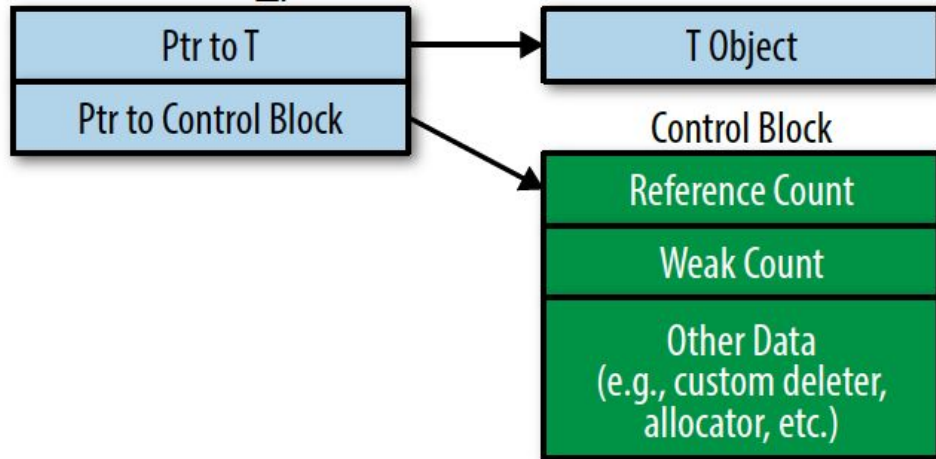 Ptr to T
T Object
Ptr to Control Block
Control Block
Reference Count
Weak Count
Other Data
(e.g., custom deleter,
allocator, etc.)